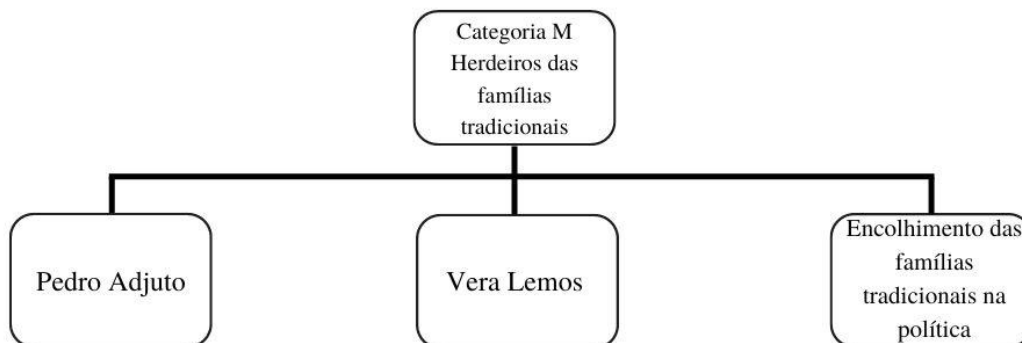 Categoria M
Herdeiros das
famílias
tradicionais
Pedro Adjuto
Vera Lemos
Encolhimento das
famílias
tradicionais na
política